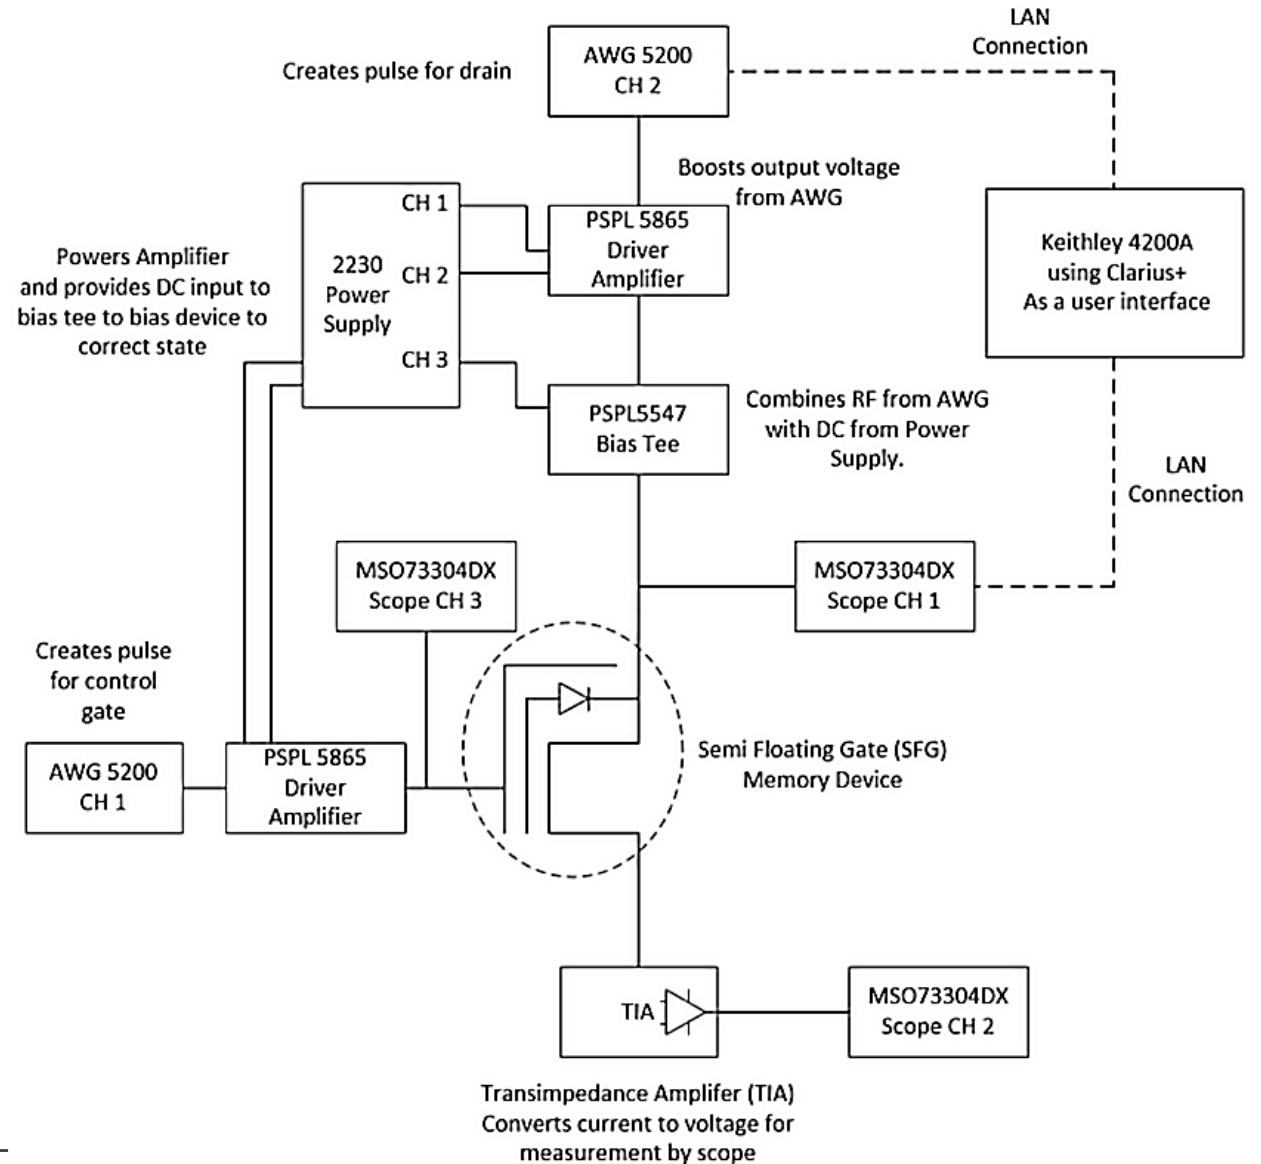 LAN
Connection
AWG 5200
CH 2
Creates pulse for drain
Boosts output voltage
from AWG
CH 1
PSPL 5865
Driver
Amplifier
Keithley 4200A
using Clarius+
As a user interface
Powers Amplifier
and provides DC input to
bias tee to bias device to
correct state
2230
Power
Supply
CH 2
CH 3
PSPL5547
Bias Tee
Combines RF from AWG
with DC from Power
Supply.
LAN
Connection
MSO73304DX
Scope CH 3
MSO73304DX
Scope CH 1
Creates pulse
for control
gate
AWG 5200
CH 1
PSPL 5865
Driver
Amplifier
Semi Floating Gate (SFG)
Memory Device
TIA
MSO73304DX
Scope CH 2
Transimpedance Amplifer (TIA)
Converts current to voltage for
measurement by scope